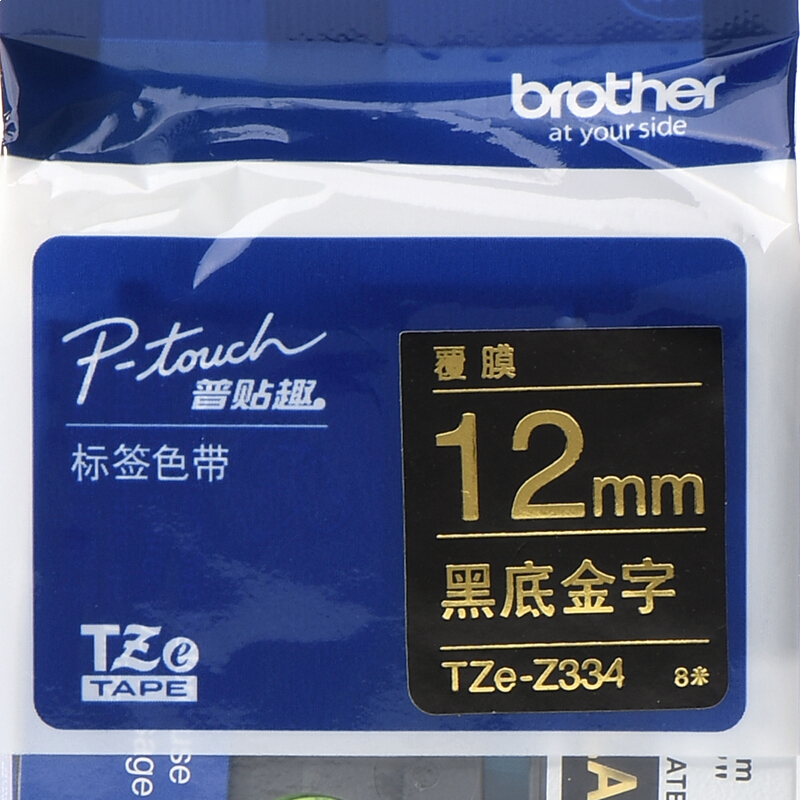 brother
at your side
P-touch
普贴趣
标签色带
TZe
TAPE
覆膜
12mm
黑底金字
TZe-Z334 8米